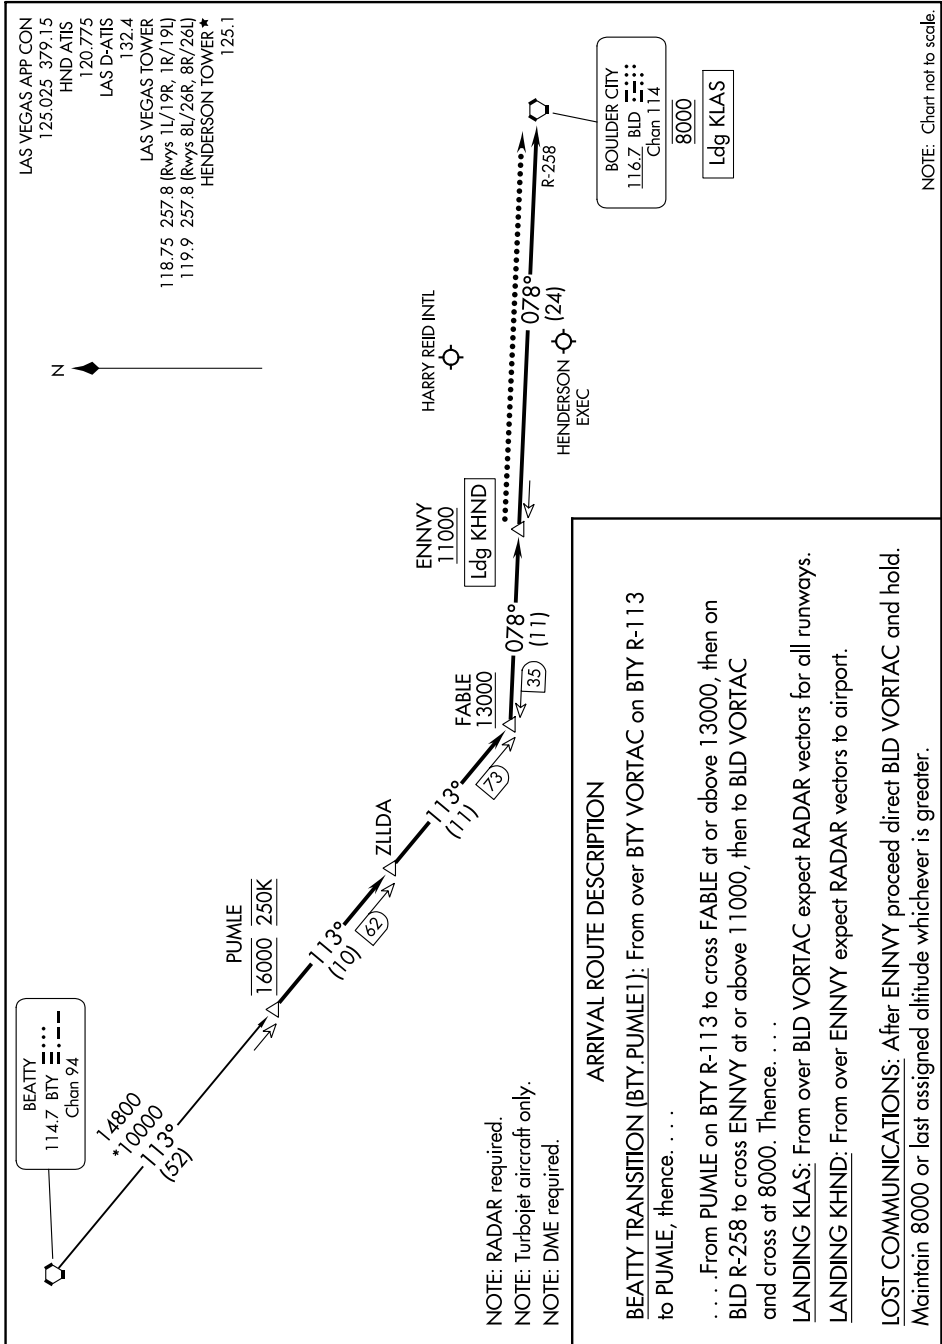 LAS VEGAS APP CON
125.025 379.15
HND ATIS
120.775
LAS D-ATIS
132.4
LAS VEGAS TOWER
118.75 257.8 (Rwys 1L/19R, 1R/19L)
119.9 257.8 (Rwys 8L/26R, 8R/26L)
HENDERSON TOWER ★
125.1
N
BEATTY
114.7 BTY
Chan 94
14800
*10000
113°
(52)
PUMLE
16000 250K
113°
(10)
62
ZLLDA
113°
(11)
73
FABLE
13000
35
078°
(11)
ENNVY
11000
Ldg KHND
HARRY REID INTL
HENDERSON
EXEC
078°
(24)
R-258
BOULDER CITY
116.7 BLD
Chan 114
8000
Ldg KLAS
NOTE: RADAR required.
NOTE: Turbojet aircraft only.
NOTE: DME required.
ARRIVAL ROUTE DESCRIPTION
BEATTY TRANSITION (BTY.PUMLE1): From over BTY VORTAC on BTY R-113
to PUMLE, thence. . . .
. . . .From PUMLE on BTY R-113 to cross FABLE at or above 13000, then on
BLD R-258 to cross ENNVY at or above 11000, then to BLD VORTAC
and cross at 8000. Thence. . . .
LANDING KLAS: From over BLD VORTAC expect RADAR vectors for all runways.
LANDING KHND: From over ENNVY expect RADAR vectors to airport.
LOST COMMUNICATIONS: After ENNVY proceed direct BLD VORTAC and hold.
Maintain 8000 or last assigned altitude whichever is greater.
NOTE: Chart not to scale.